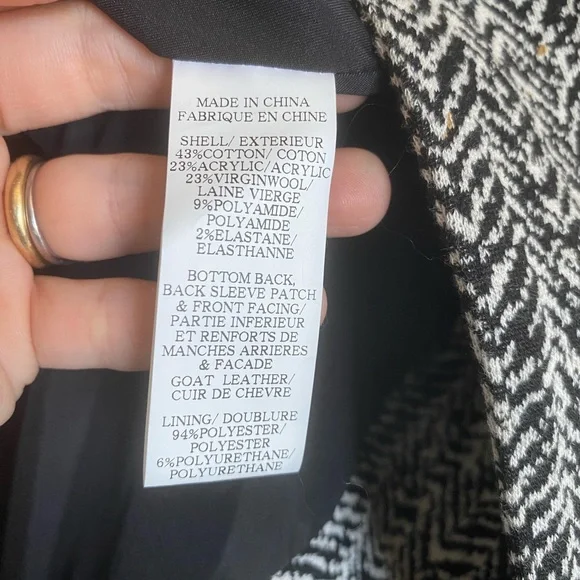 MADE IN CHINA
FABRIQUE EN CHINE
SHELL/ EXTERIEUR
43%COTTON/ COTON
23%ACRYLIC/ACRYLIC
23%VIRGINWOOL/
LAINE VIERGE
9%POLYAMIDE/
POLYAMIDE
2%ELASTANE/
ELASTHANNE
BOTTOM BACK,
BACK SLEEVE PATCH
& FRONT FACING/
PARTIE INFERIEUR
ET RENFORTS DE
MANCHES ARRIERES
& FACADE
GOAT LEATHER/
CUIR DE CHEVRE
LINING/ DOUBLURE
94%POLYESTER/
POLYESTER
6%POLYURETHANE/
POLYURETHANE